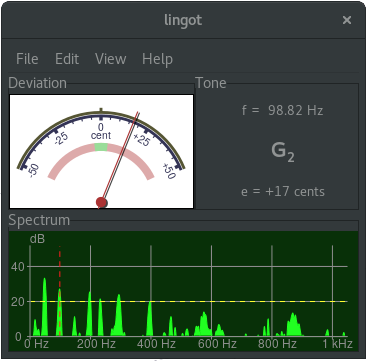 lingot ×
File Edit View Help
Deviation
Tone
-50 -25 0 +25 +50
cent
f = 98.82 Hz
G2
e = +17 cents
Spectrum
dB
40
20
0
0 Hz 200 Hz 400 Hz 600 Hz 800 Hz 1 kHz